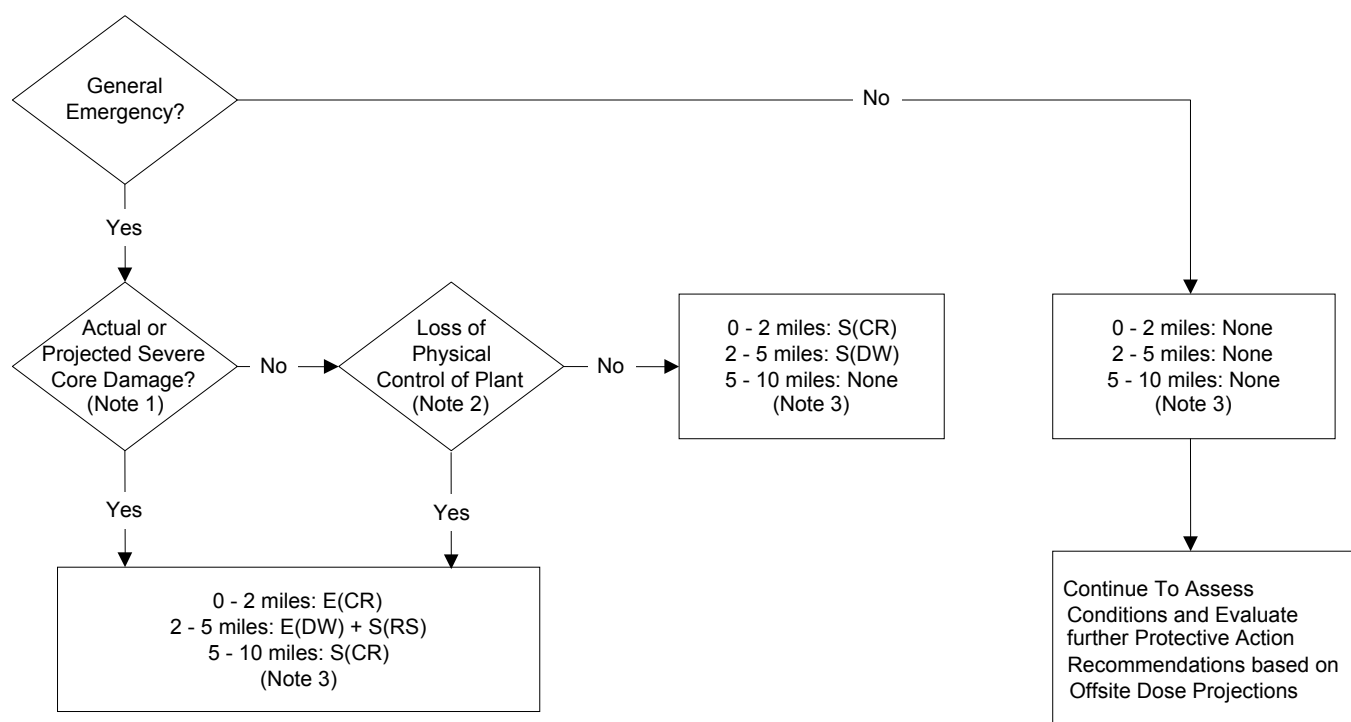 General
Emergency?
No
Yes
Actual or
Projected Severe
Core Damage?
(Note 1)
No
Loss of
Physical
Control of Plant
(Note 2)
No
0 - 2 miles: S(CR)
2 - 5 miles: S(DW)
5 - 10 miles: None
(Note 3)
0 - 2 miles: None
2 - 5 miles: None
5 - 10 miles: None
(Note 3)
Yes
Yes
0 - 2 miles: E(CR)
2 - 5 miles: E(DW) + S(RS)
5 - 10 miles: S(CR)
(Note 3)
Continue To Assess
Conditions and Evaluate
further Protective Action
Recommendations based on
Offsite Dose Projections